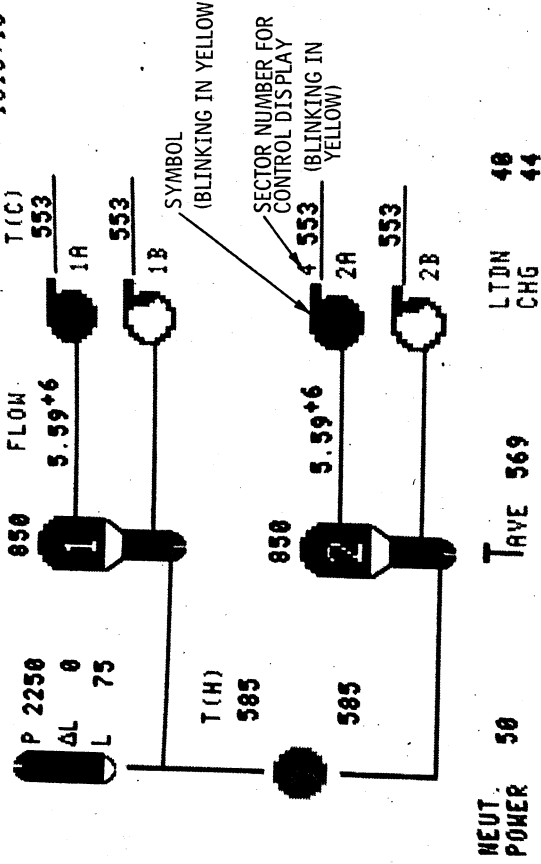 P 2250
ΔL 0
L 75
850
FLOW
T(C)
1
5.59+6
553
1A
553
1B
SYMBOL
(BLINKING IN YELLOW)
T(H)
585
SECTOR NUMBER FOR
CONTROL DISPLAY
(BLINKING IN
YELLOW)
850
2
5.59+6
4
553
2A
585
553
2B
NEUT.
POWER 50
TAVE 569
LTDN 40
CHG 44